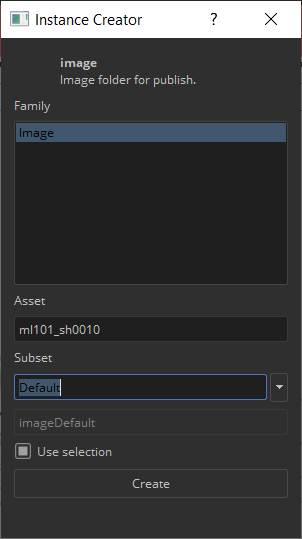 Instance Creator
?
image
Image folder for publish.
Family
Image
Asset
ml101_sh0010
Subset
Default
imageDefault
Use selection
Create